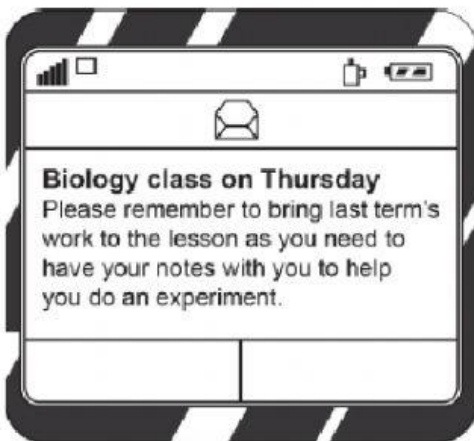 Biology class on Thursday
Please remember to bring last term's
work to the lesson as you need to
have your notes with you to help
you do an experiment.